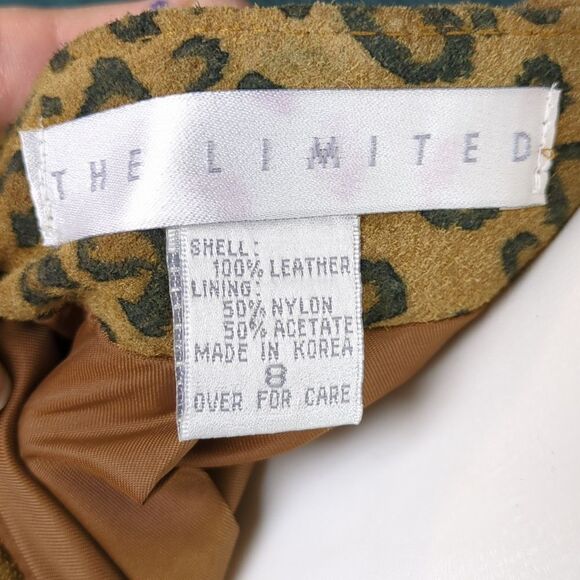 THE LIMITED
SHELL:
100% LEATHER
LINING:
50% NYLON
50% ACETATE
MADE IN KOREA
8
OVER FOR CARE